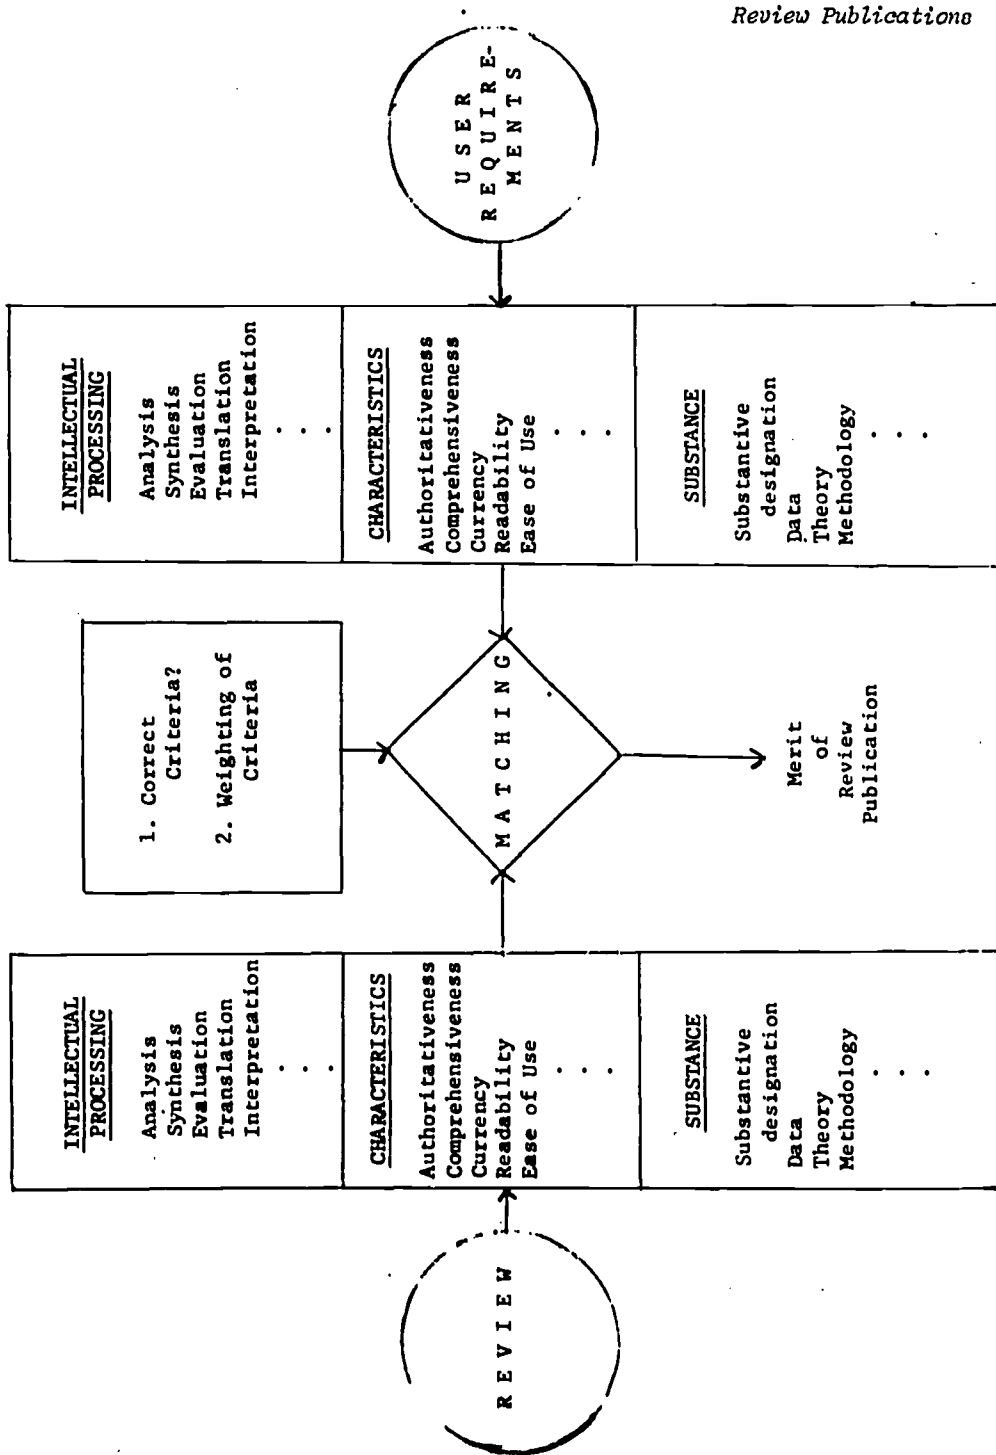 Review Publications
REVIEW
INTELLECTUAL
PROCESSING
Analysis
Synthesis
Evaluation
Translation
Interpretation
. . .
CHARACTERISTICS
Authoritativeness
Comprehensiveness
Currency
Readability
Ease of Use
. . .
SUBSTANCE
Substantive
designation
Data
Theory
Methodology
. . .
1. Correct
Criteria?
2. Weighting of
Criteria
MATCHING
Merit
of
Review
Publication
INTELLECTUAL
PROCESSING
Analysis
Synthesis
Evaluation
Translation
Interpretation
. . .
CHARACTERISTICS
Authoritativeness
Comprehensiveness
Currency
Readability
Ease of Use
. . .
SUBSTANCE
Substantive
designation
Data
Theory
Methodology
. . .
USER
REQUIRE-
MENTS